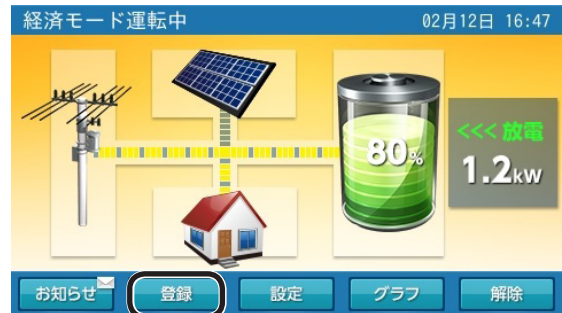 経済モード運転中 02月12日 16:47
80%
<<< 放電
1.2kW
お知らせ 登録 設定 グラフ 解除